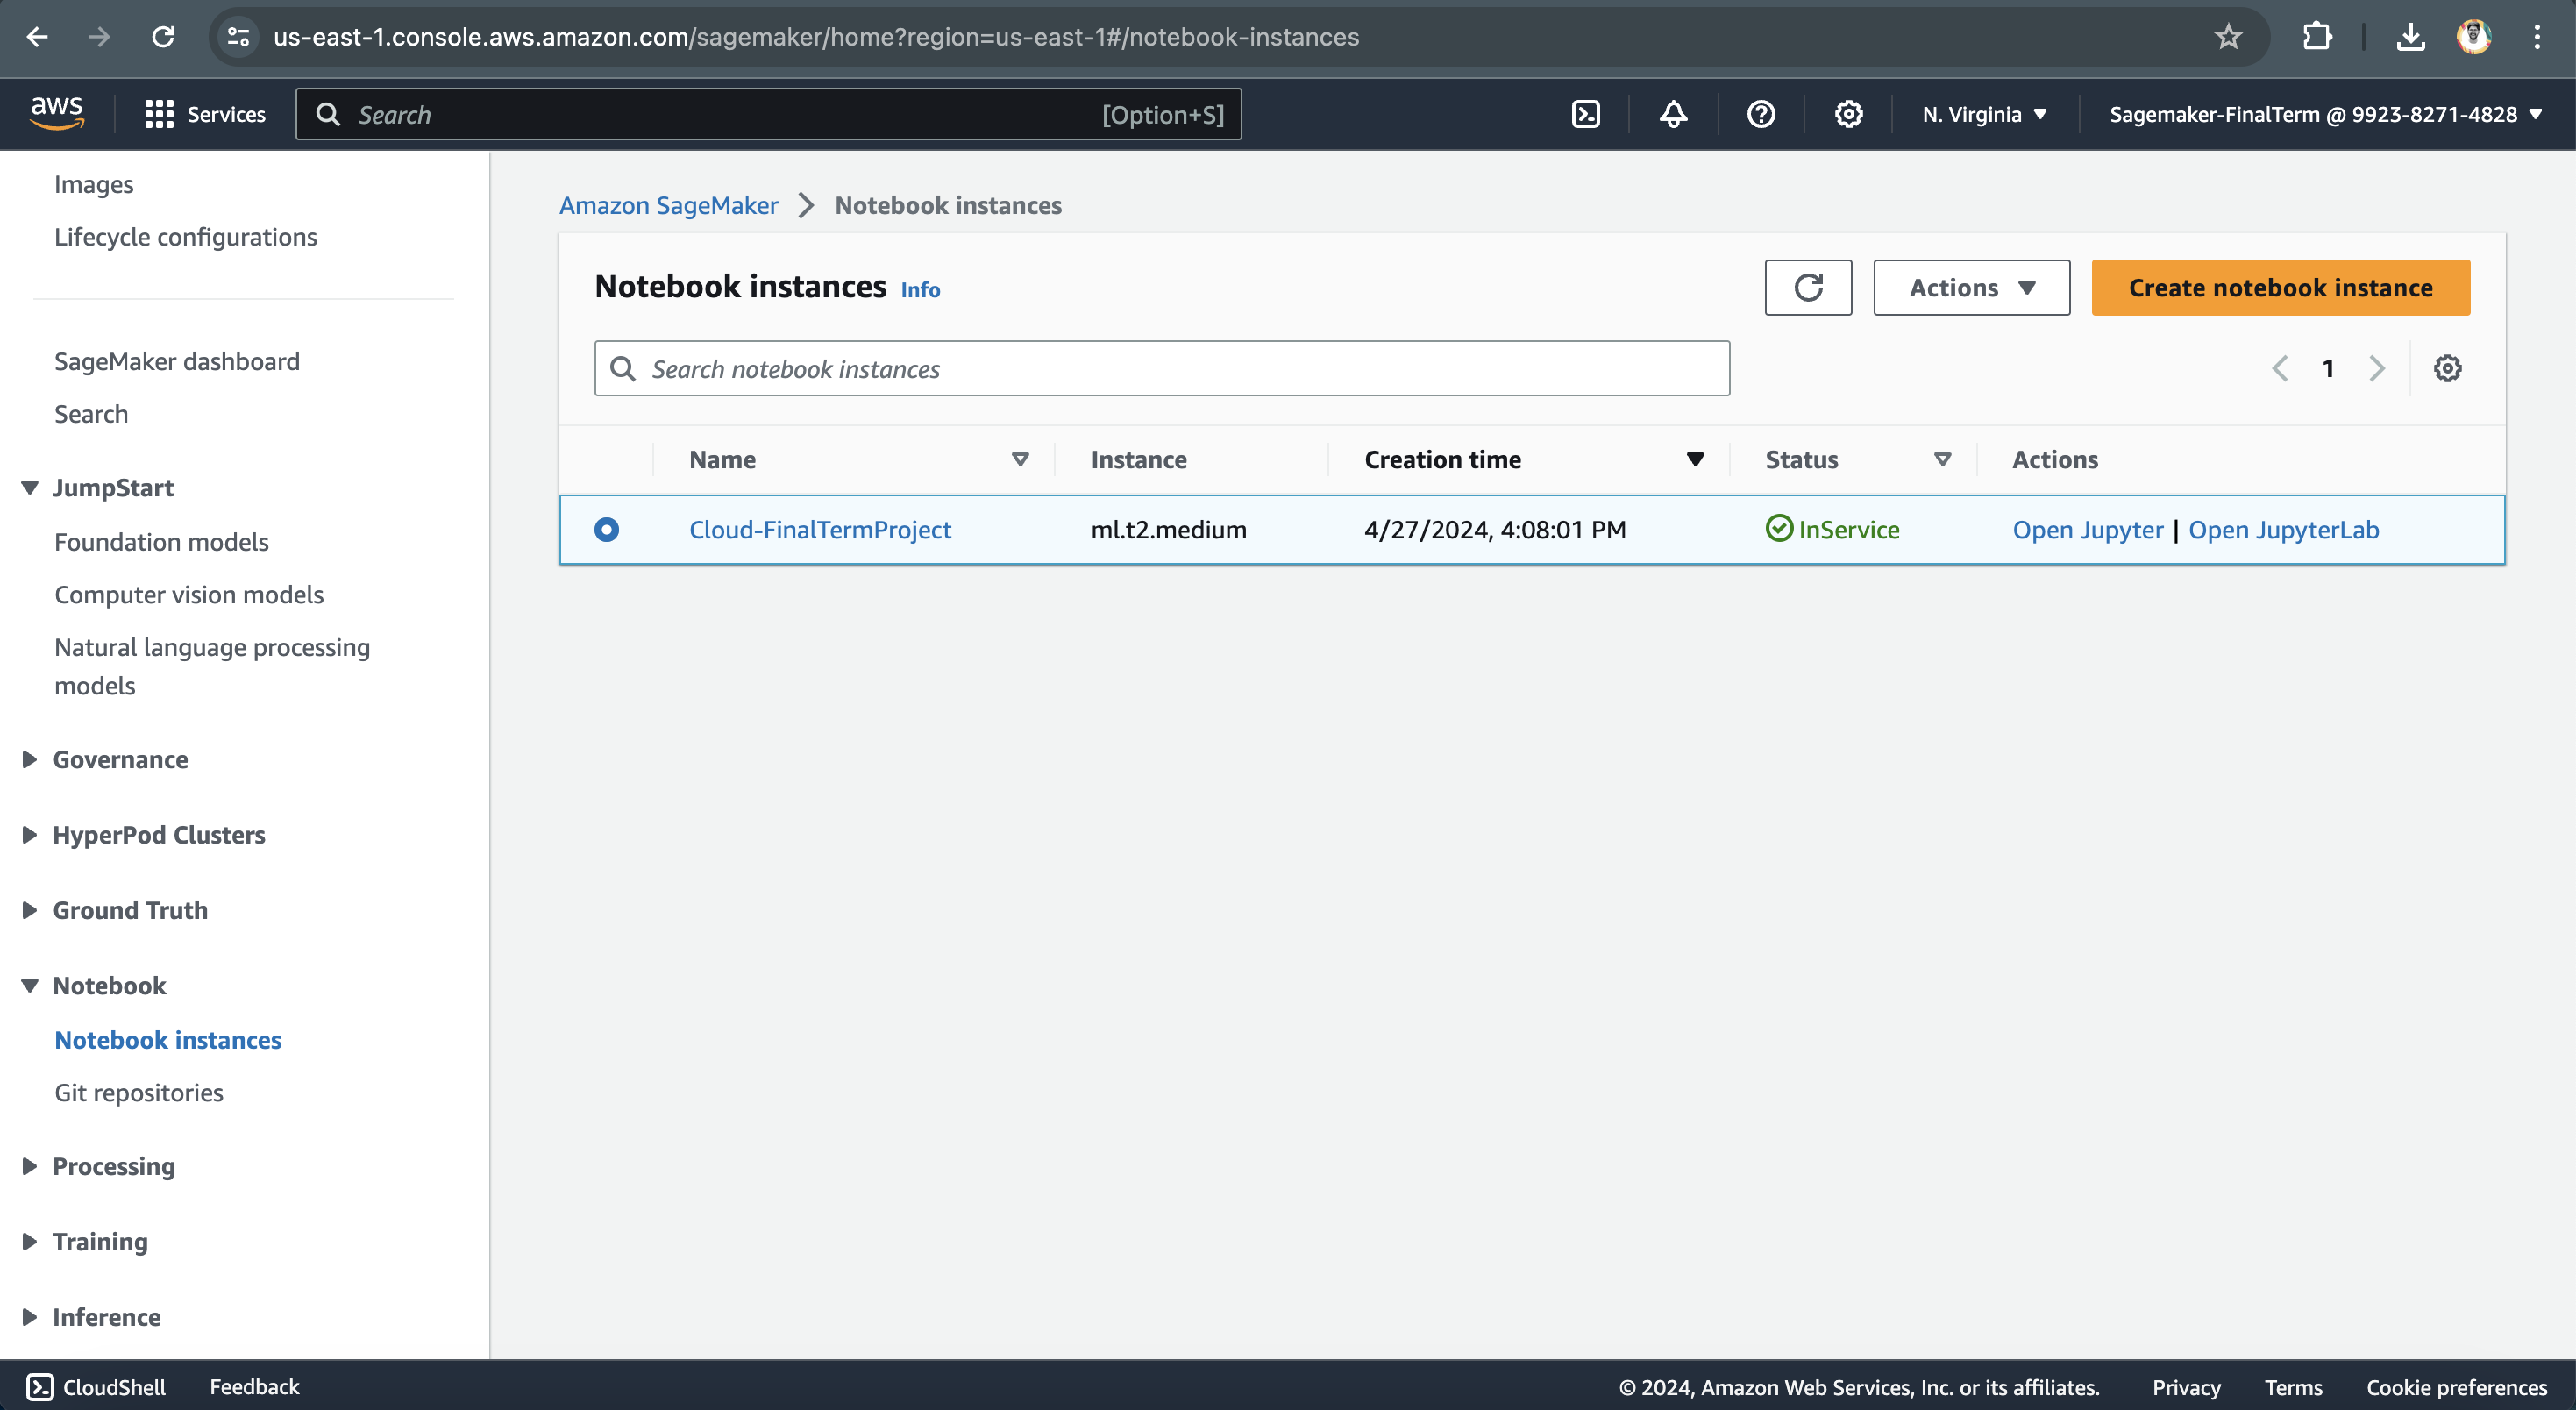 us-east-1.console.aws.amazon.com/sagemaker/home?region=us-east-1#/notebook-instances
aws Services Search [Option+S] N. Virginia Sagemaker-FinalTerm @ 9923-8271-4828
Images
Lifecycle configurations
SageMaker dashboard
Search
JumpStart
Foundation models
Computer vision models
Natural language processing
models
Governance
HyperPod Clusters
Ground Truth
Notebook
Notebook instances
Git repositories
Processing
Training
Inference
Amazon SageMaker Notebook instances
Notebook instances Info Actions Create notebook instance
Search notebook instances 1
Name Instance Creation time Status Actions
Cloud-FinalTermProject ml.t2.medium 4/27/2024, 4:08:01 PM InService Open Jupyter | Open JupyterLab
CloudShell Feedback © 2024, Amazon Web Services, Inc. or its affiliates. Privacy Terms Cookie preferences